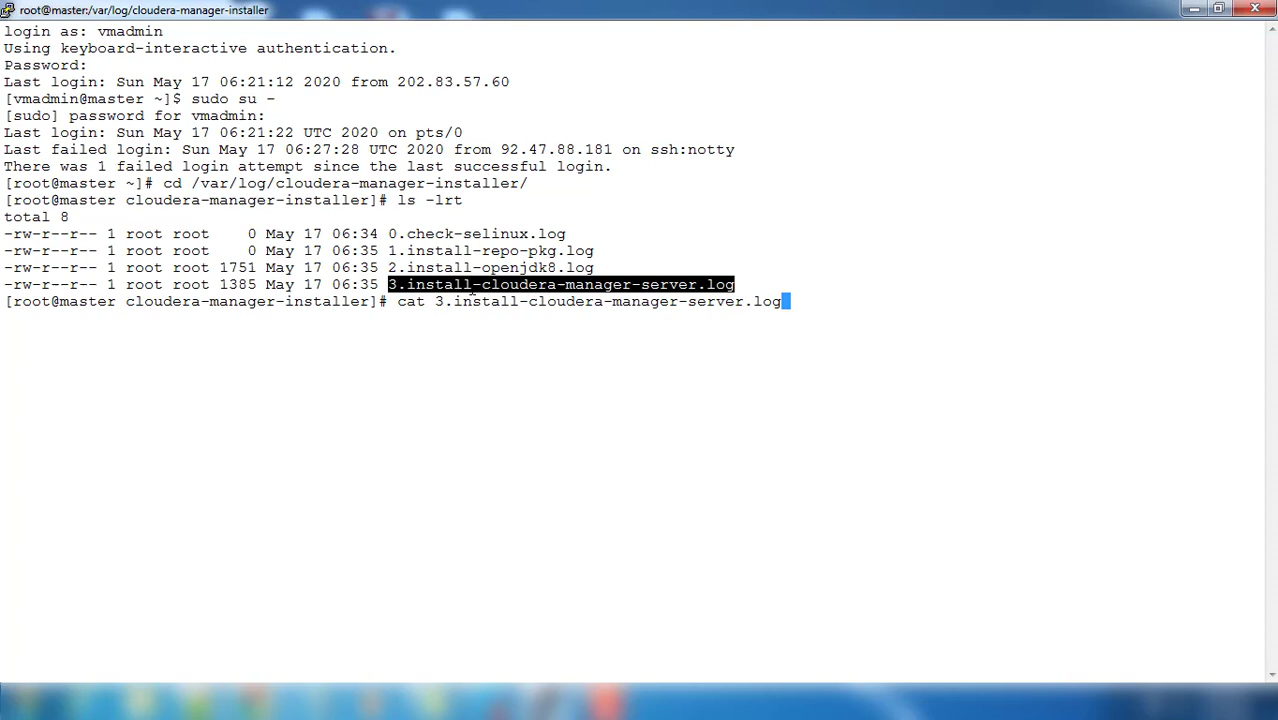 root@master:/var/log/cloudera-manager-installer
login as: vmadmin
Using keyboard-interactive authentication.
Password:
Last login: Sun May 17 06:21:12 2020 from 202.83.57.60
[vmadmin@master ~]$ sudo su -
[sudo] password for vmadmin:
Last login: Sun May 17 06:21:22 UTC 2020 on pts/0
Last failed login: Sun May 17 06:27:28 UTC 2020 from 92.47.88.181 on ssh:notty
There was 1 failed login attempt since the last successful login.
[root@master ~]# cd /var/log/cloudera-manager-installer/
[root@master cloudera-manager-installer]# ls -lrt
total 8
-rw-r--r-- 1 root root    0 May 17 06:34 0.check-selinux.log
-rw-r--r-- 1 root root    0 May 17 06:35 1.install-repo-pkg.log
-rw-r--r-- 1 root root 1751 May 17 06:35 2.install-openjdk8.log
-rw-r--r-- 1 root root 1385 May 17 06:35 3.install-cloudera-manager-server.log
[root@master cloudera-manager-installer]# cat 3.install-cloudera-manager-server.log